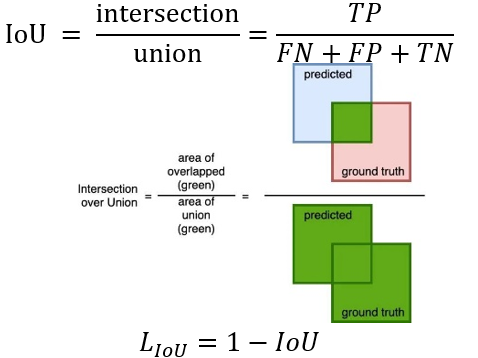 IoU = intersection / union = TP / FN + FP + TN
predicted
ground truth
Intersection over Union = area of overlapped (green) / area of union (green) =
predicted
ground truth
L_IoU = 1 − IoU